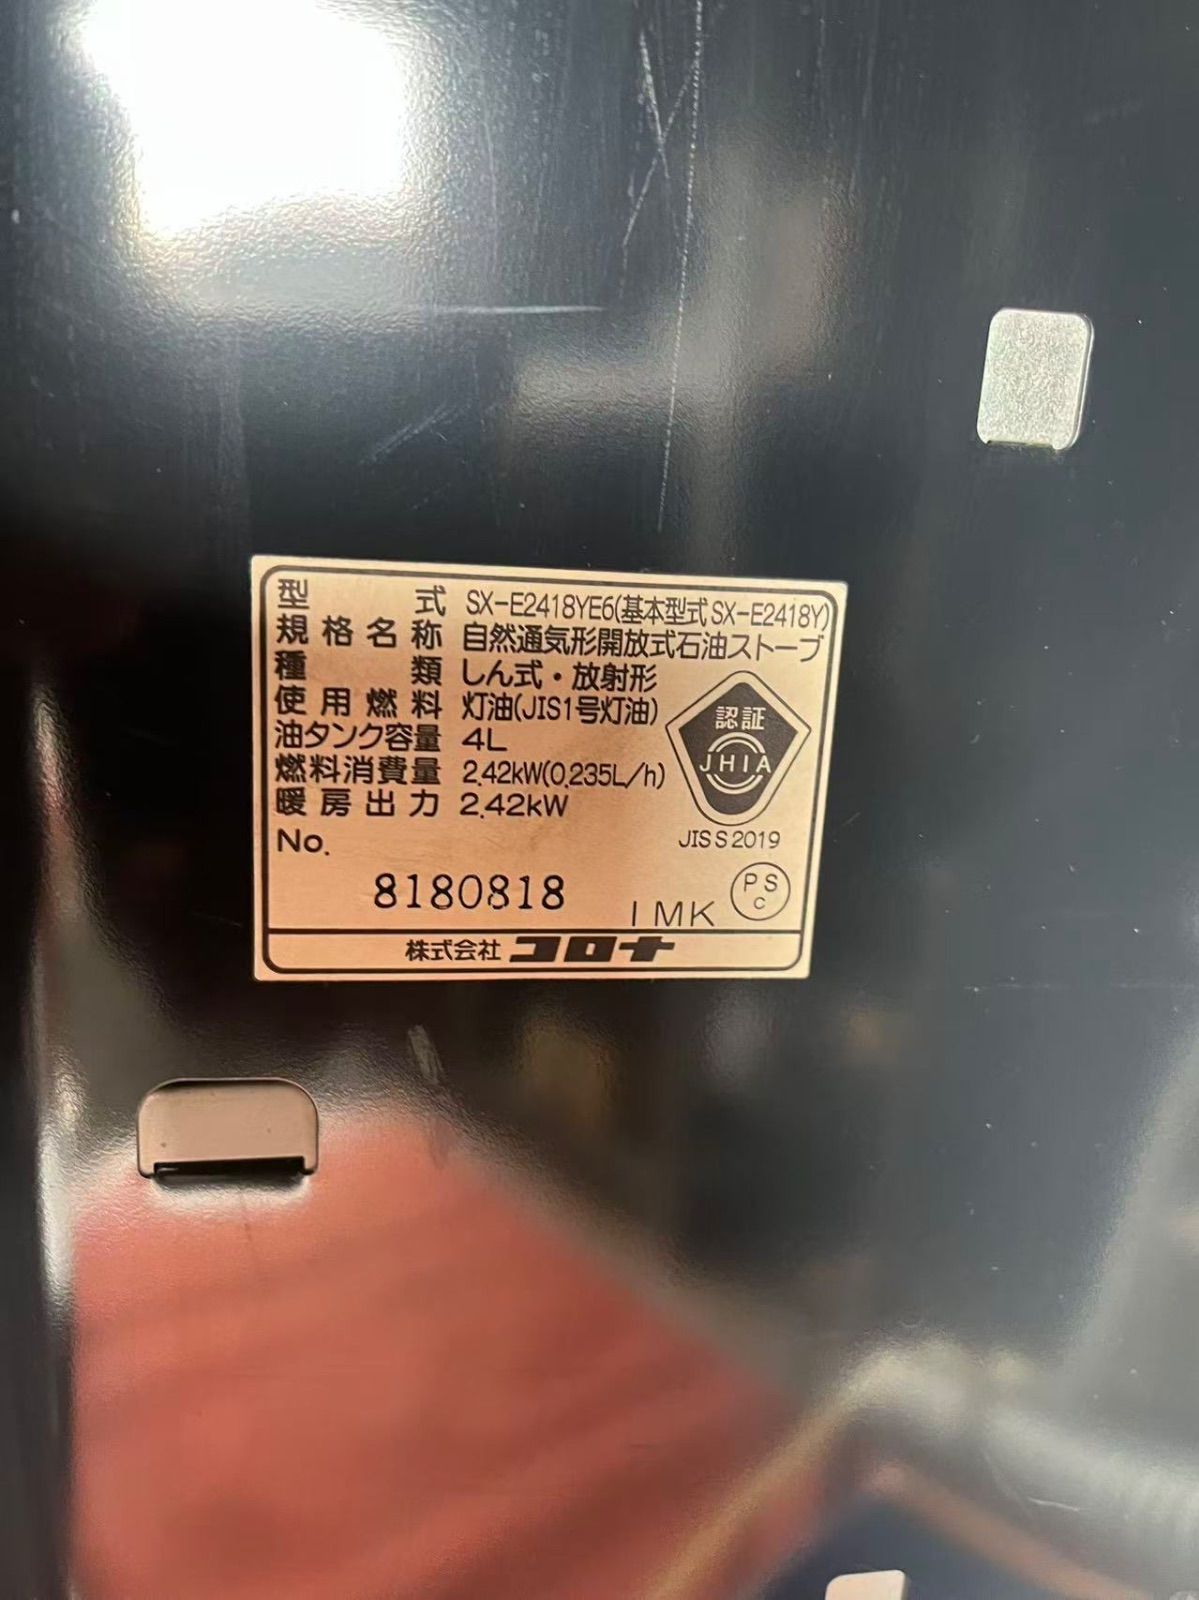 型式 SX-E2418YE6(基本型式 SX-E2418Y)
規格名称 自然通気形開放式石油ストーブ
種類 しん式・放射形
使用燃料 灯油(JIS1号灯油)
油タンク容量 4L
燃料消費量 2.42kW(0.235L/h)
暖房出力 2.42kW
認証
JHIA
JIS S 2019
No.
8180818
1MK
PS
C
株式会社コロナ